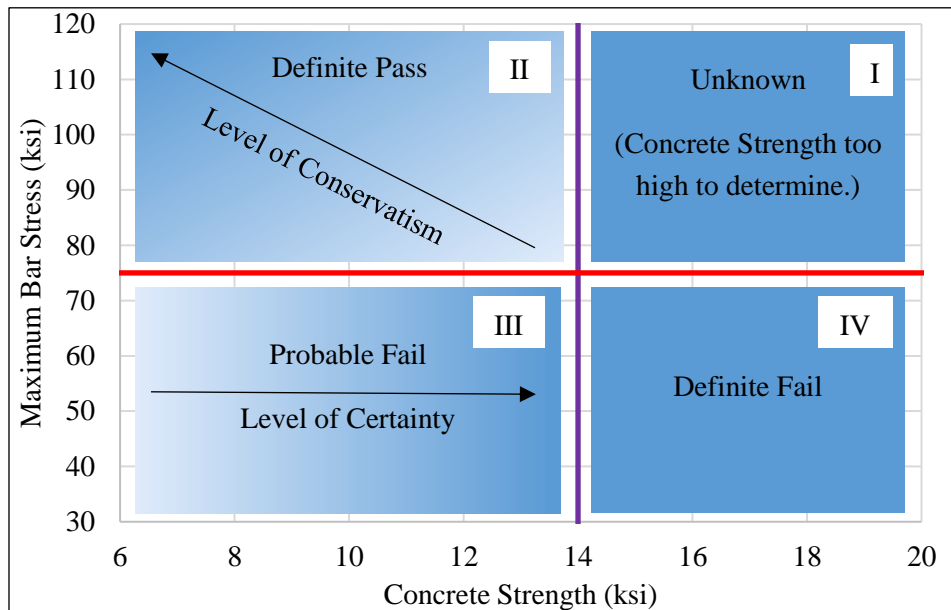 120
110
100
90
80
70
60
50
40
30
Maximum Bar Stress (ksi)
Definite Pass
II
Level of Conservatism
Unknown
I
(Concrete Strength too
high to determine.)
III
Probable Fail
Level of Certainty
IV
Definite Fail
6 8 10 12 14 16 18 20
Concrete Strength (ksi)